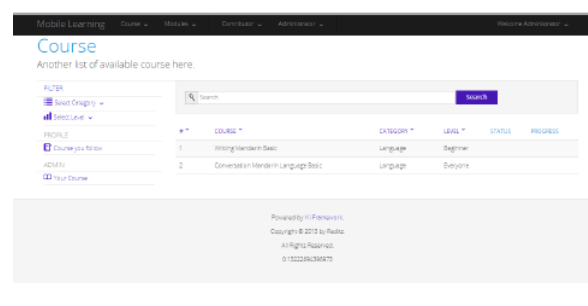 Mobile Learning Course Modules Contributor Administrator Welcome Administrator
Course
Another list of available course here.
FILTER
Select Category
Select Level
PROFILE
Course you follow
ADMIN
Your Course
Search Search
# COURSE CATEGORY LEVEL STATUS PROGRESS
1 Writing Mandarin Basic Language Beginner
2 Conversation Mandarin Language Basic Language Everyone
Powered by Yii Framework.
Copyright © 2013 by
All Rights Reserved.